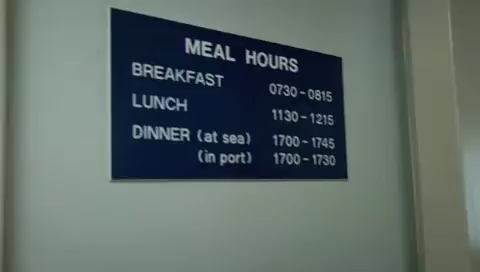 MEAL HOURS
BREAKFAST 0730-0815
LUNCH 1130-1215
DINNER (at sea) 1700-1745
(in port) 1700-1730